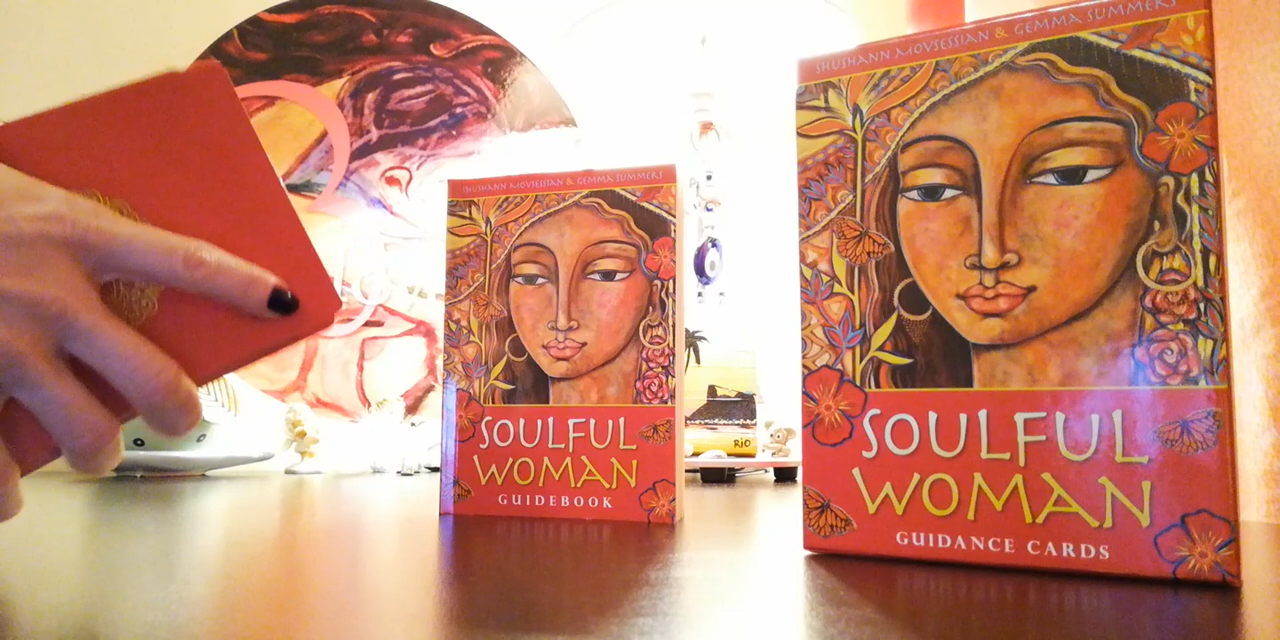 SHUSHANN MOVSESSIAN & GEMMA SUMMERS
SOULFUL
WOMAN
GUIDEBOOK
RIO
SHUSHANN MOVSESSIAN & GEMMA SUMMERS
SOULFUL
WOMAN
GUIDANCE CARDS